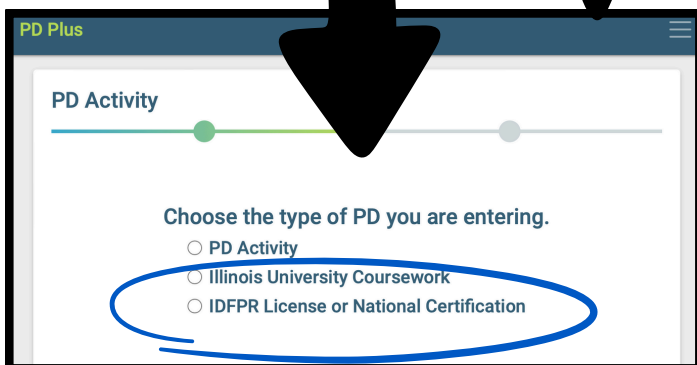 PD Plus
PD Activity
Choose the type of PD you are entering.
PD Activity
Illinois University Coursework
IDFPR License or National Certification